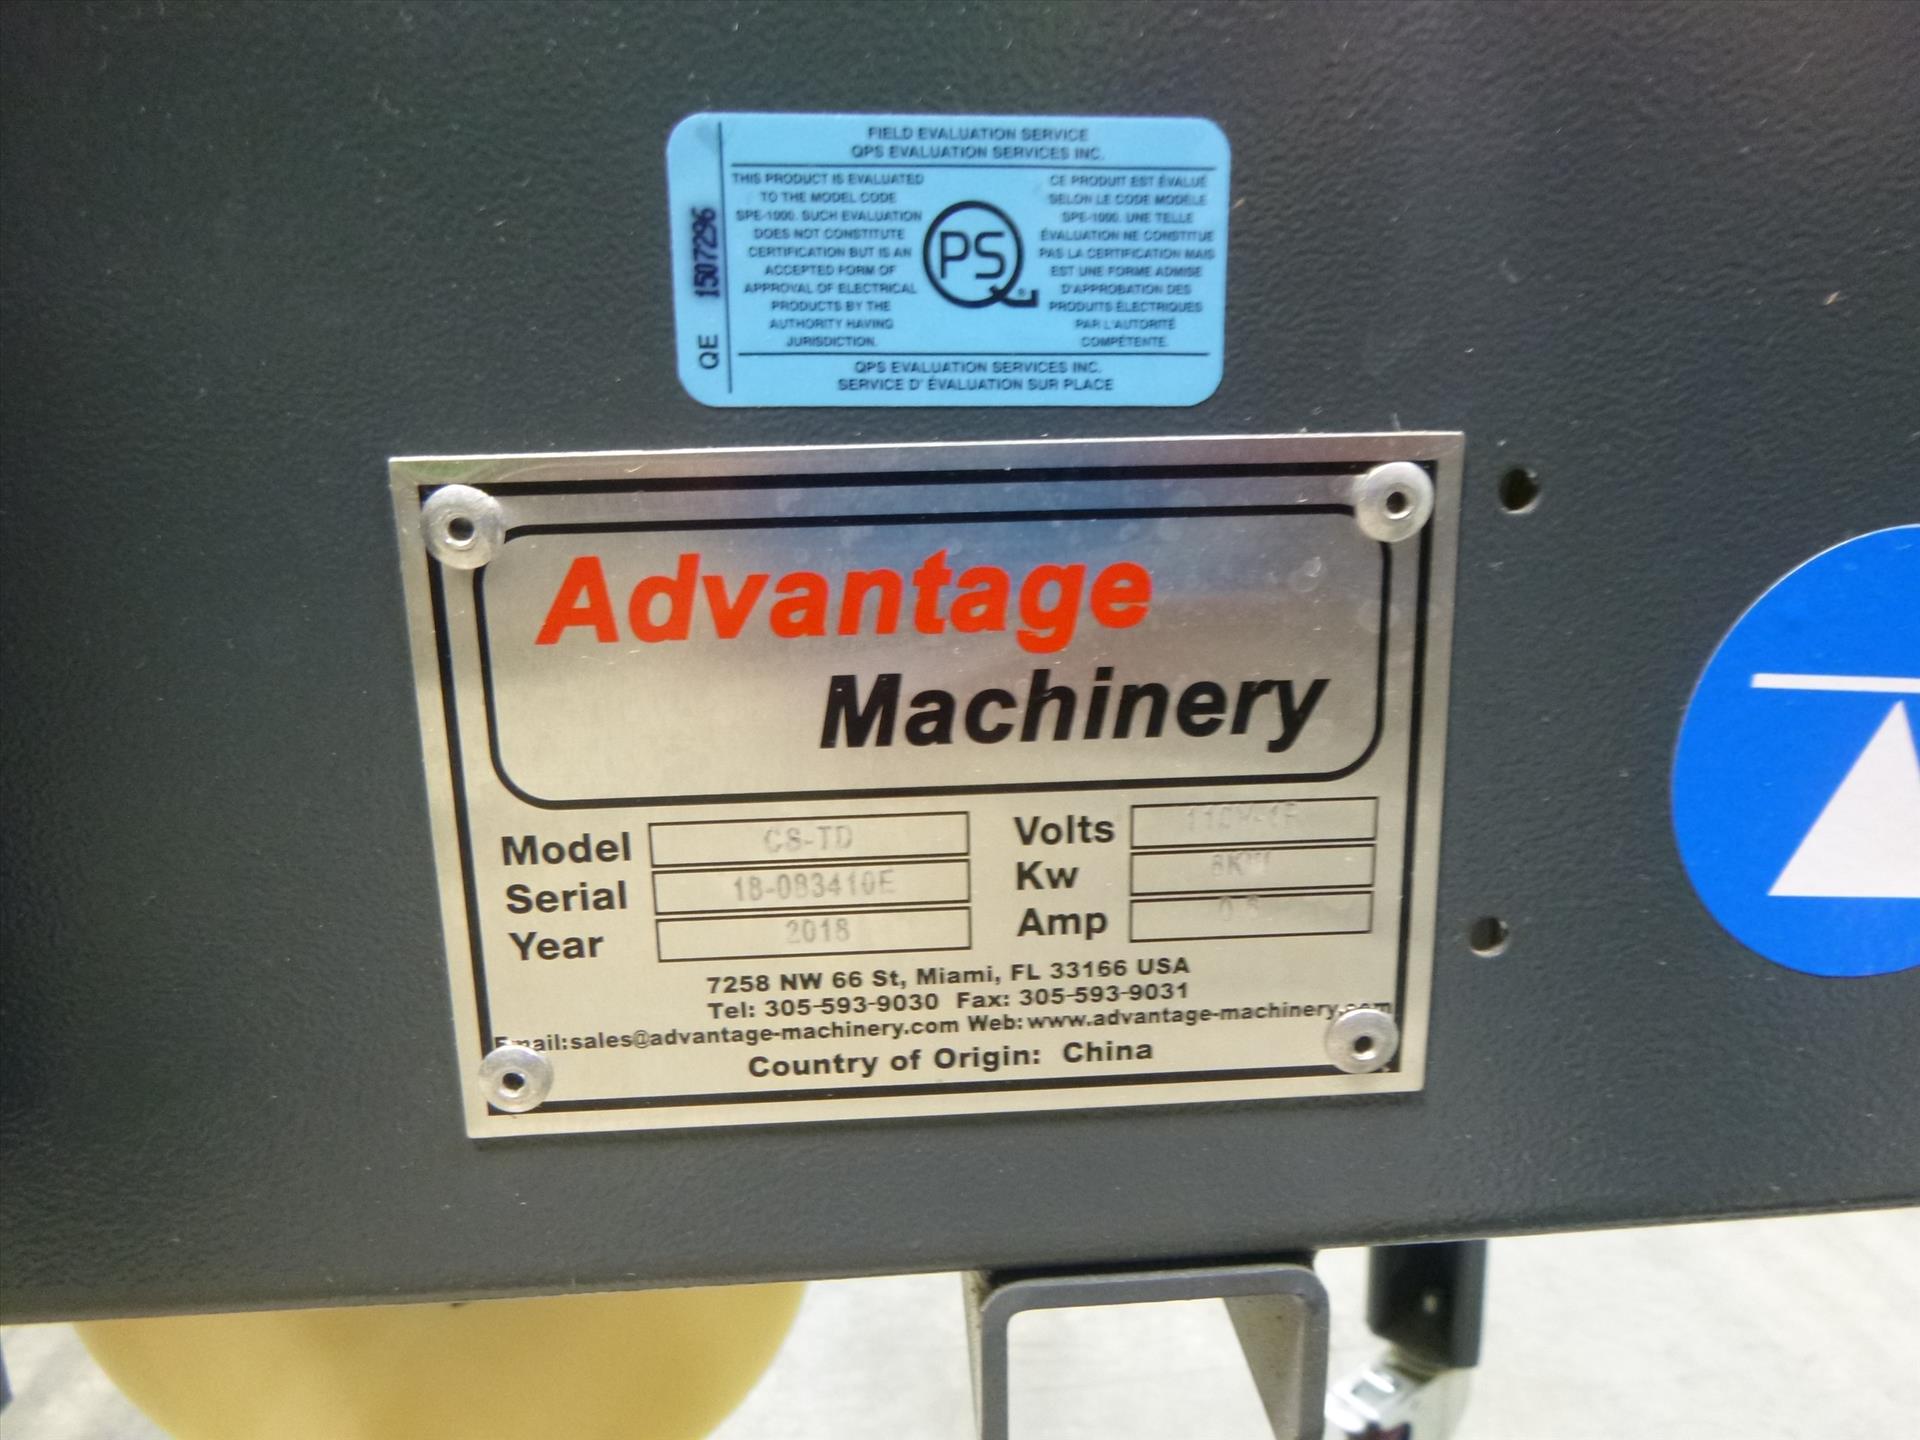 FIELD EVALUATION SERVICE
QPS EVALUATION SERVICES INC.
THIS PRODUCT IS EVALUATED
TO THE MODEL CODE
SPE-1000. SUCH EVALUATION
DOES NOT CONSTITUTE
CERTIFICATION BUT IS AN
ACCEPTED FORM OF
APPROVAL OF ELECTRICAL
PRODUCTS BY THE
AUTHORITY HAVING
JURISDICTION.
QE 1507296
QPS®
CE PRODUIT EST ÉVALUÉ
SELON LE CODE MODÈLE
SPE-1000. UNE TELLE
ÉVALUATION NE CONSTITUE
PAS LA CERTIFICATION MAIS
EST UNE FORME ADMISE
D'APPROBATION DES
PRODUITS ÉLECTRIQUES
PAR L'AUTORITÉ
COMPÉTENTE.
QPS EVALUATION SERVICES INC.
SERVICE D' ÉVALUATION SUR PLACE
Advantage
Machinery
Model CS-TD
Serial 18-083410E
Year 2018
Volts
Kw
Amp
7258 NW 66 St, Miami, FL 33166 USA
Tel: 305-593-9030 Fax: 305-593-9031
Email:sales@advantage-machinery.com Web:www.advantage-machinery.com
Country of Origin: China